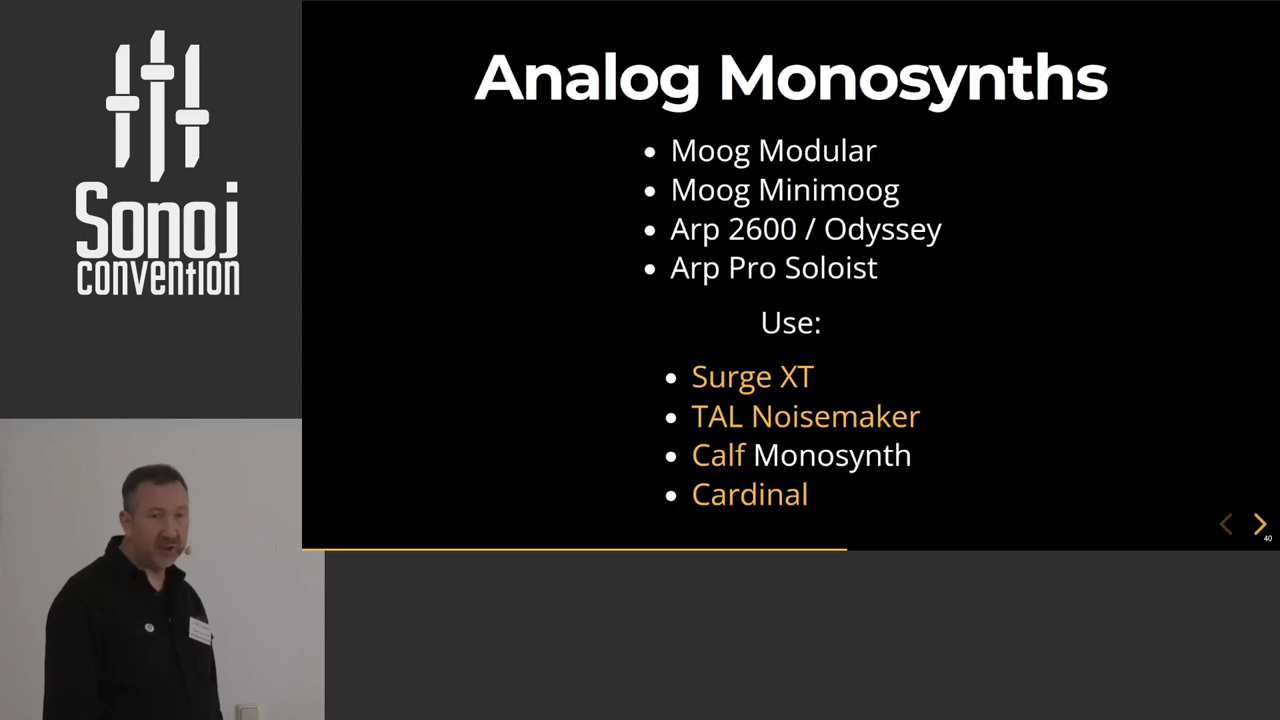 Sonoj
convention
Analog Monosynths
Moog Modular
Moog Minimoog
Arp 2600 / Odyssey
Arp Pro Soloist
Use:
Surge XT
TAL Noisemaker
Calf Monosynth
Cardinal
40